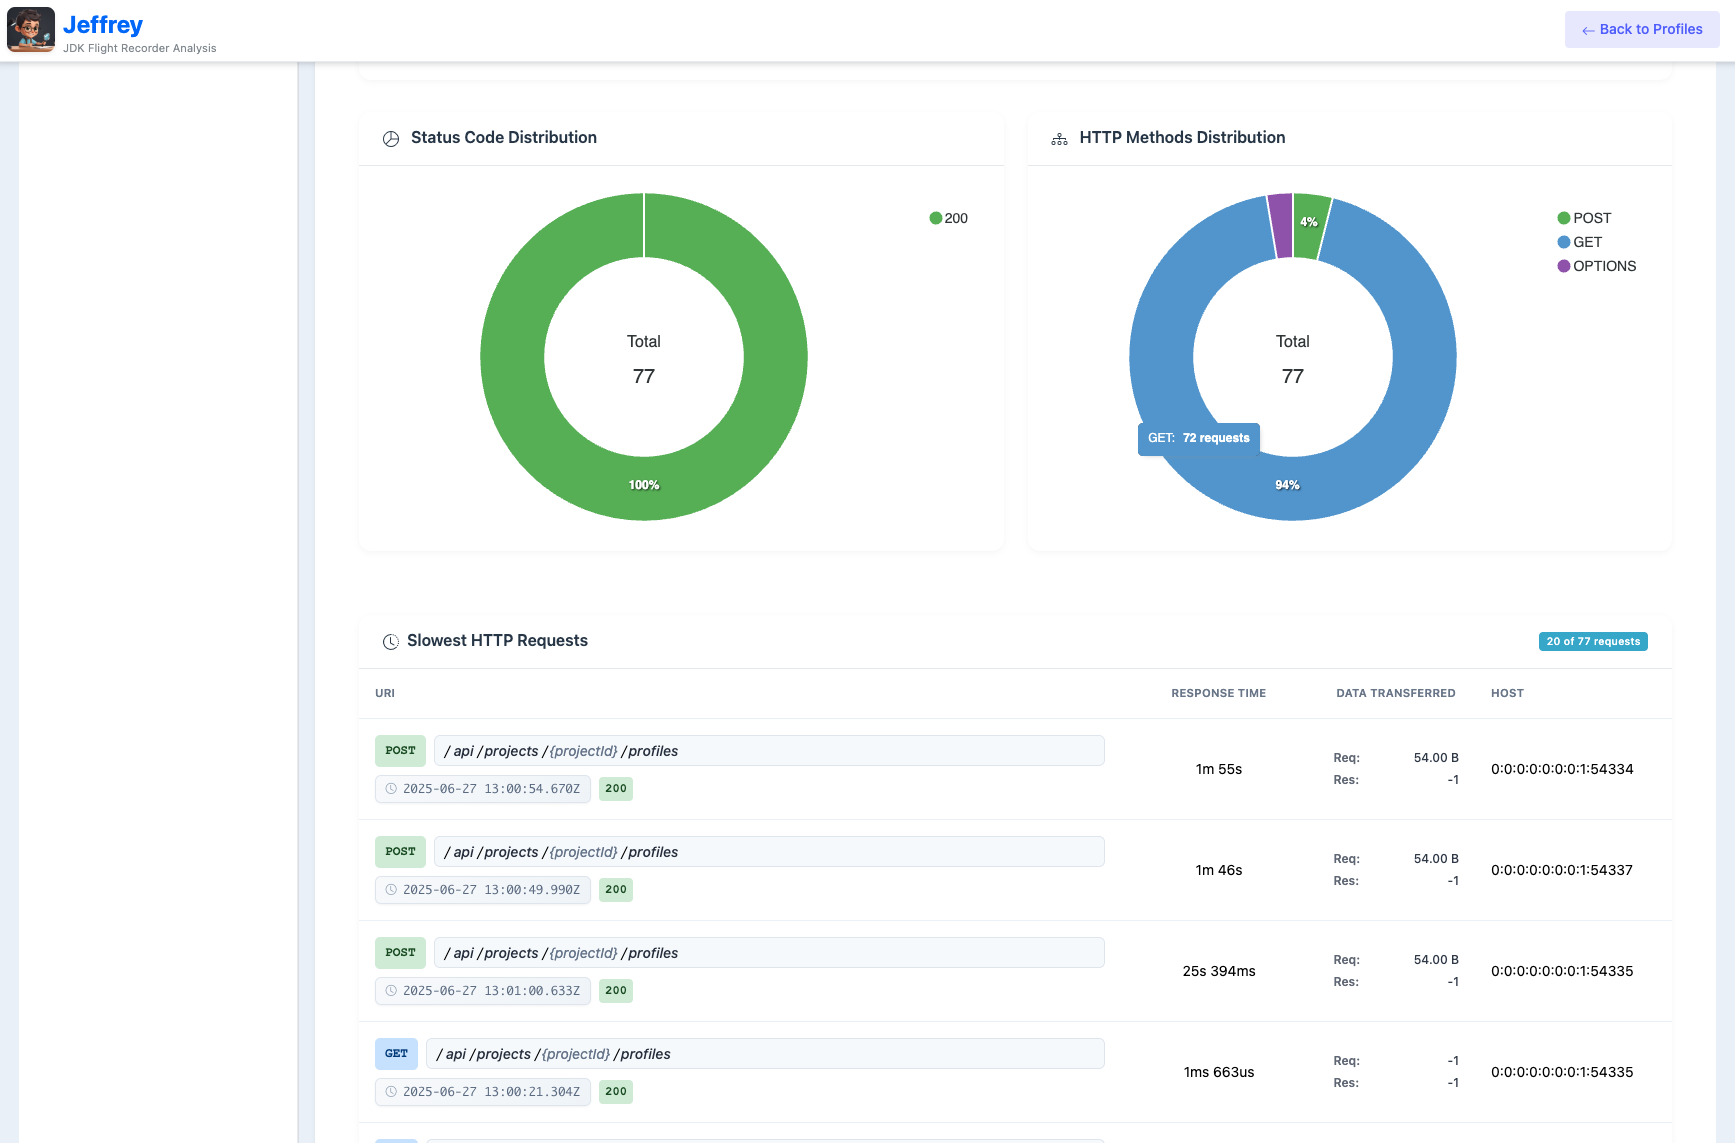 Jeffrey
JDK Flight Recorder Analysis
← Back to Profiles
Status Code Distribution
200
Total
77
100%
HTTP Methods Distribution
POST
GET
OPTIONS
4%
Total
77
GET: 72 requests
94%
Slowest HTTP Requests
20 of 77 requests
URI RESPONSE TIME DATA TRANSFERRED HOST
POST / api / projects / {projectId} / profiles
2025-06-27 13:00:54.670Z 200
1m 55s
Req: 54.00 B
Res: -1
0:0:0:0:0:0:0:1:54334
POST / api / projects / {projectId} / profiles
2025-06-27 13:00:49.990Z 200
1m 46s
Req: 54.00 B
Res: -1
0:0:0:0:0:0:0:1:54337
POST / api / projects / {projectId} / profiles
2025-06-27 13:01:00.633Z 200
25s 394ms
Req: 54.00 B
Res: -1
0:0:0:0:0:0:0:1:54335
GET / api / projects / {projectId} / profiles
2025-06-27 13:00:21.304Z 200
1ms 663us
Req: -1
Res: -1
0:0:0:0:0:0:0:1:54335